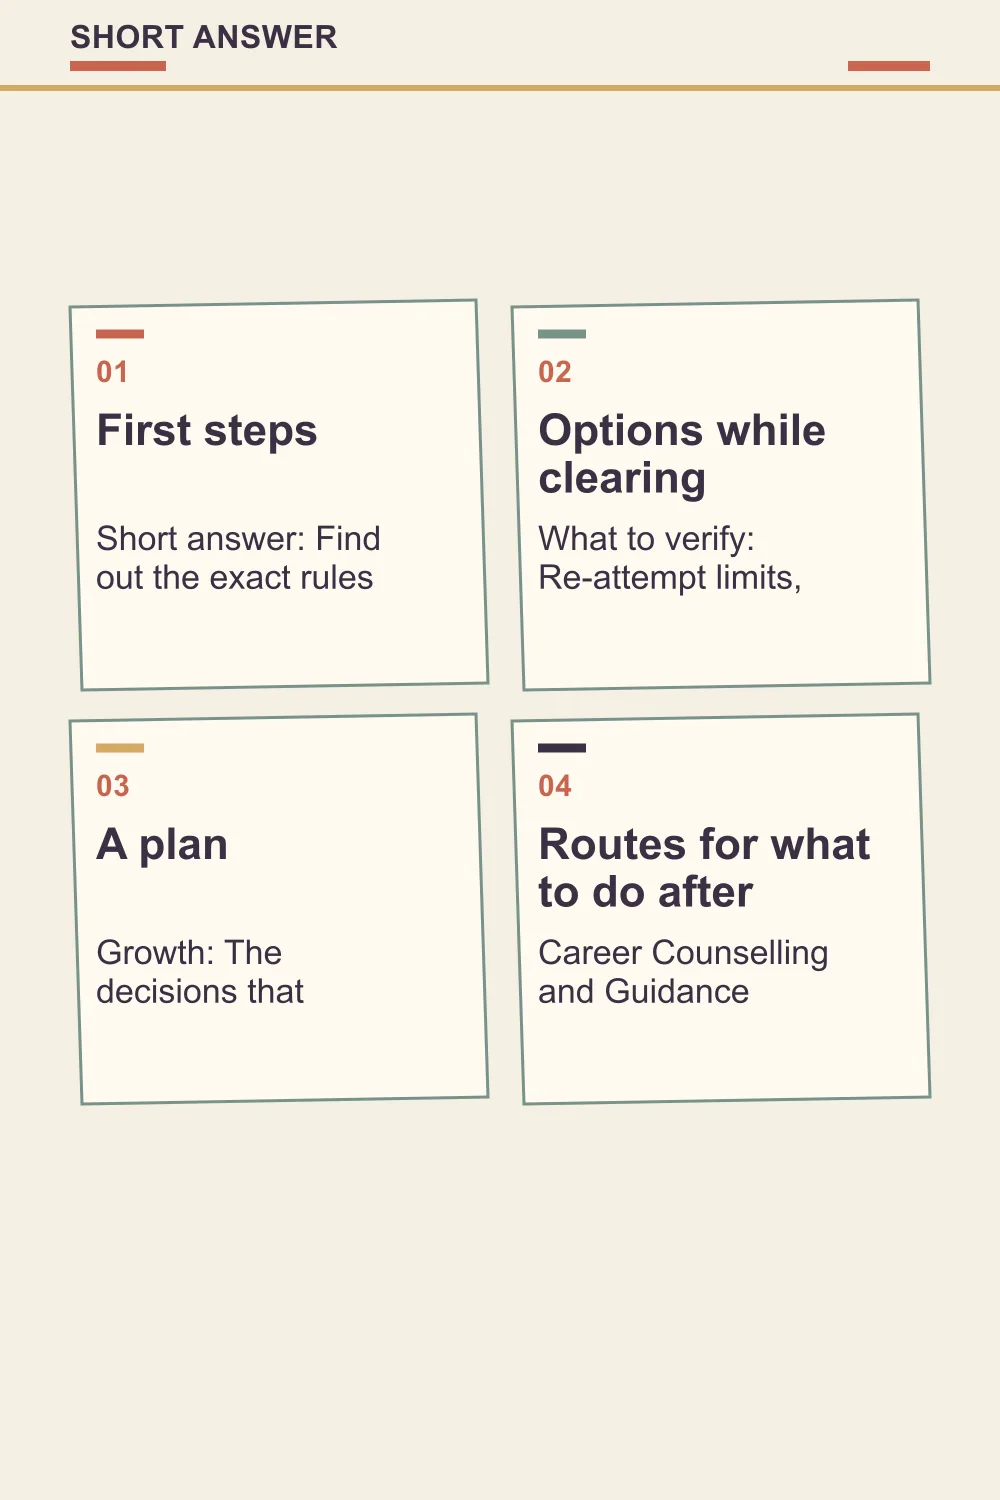 SHORT ANSWER
01
First steps
Short answer: Find
out the exact rules
02
Options while
clearing
What to verify:
Re-attempt limits,
03
A plan
Growth: The
decisions that
04
Routes for what
to do after
Career Counselling
and Guidance